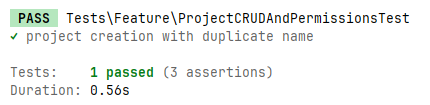 PASS Tests\Feature\ProjectCRUDAndPermissionsTest
✓ project creation with duplicate name
Tests: 1 passed (3 assertions)
Duration: 0.56s